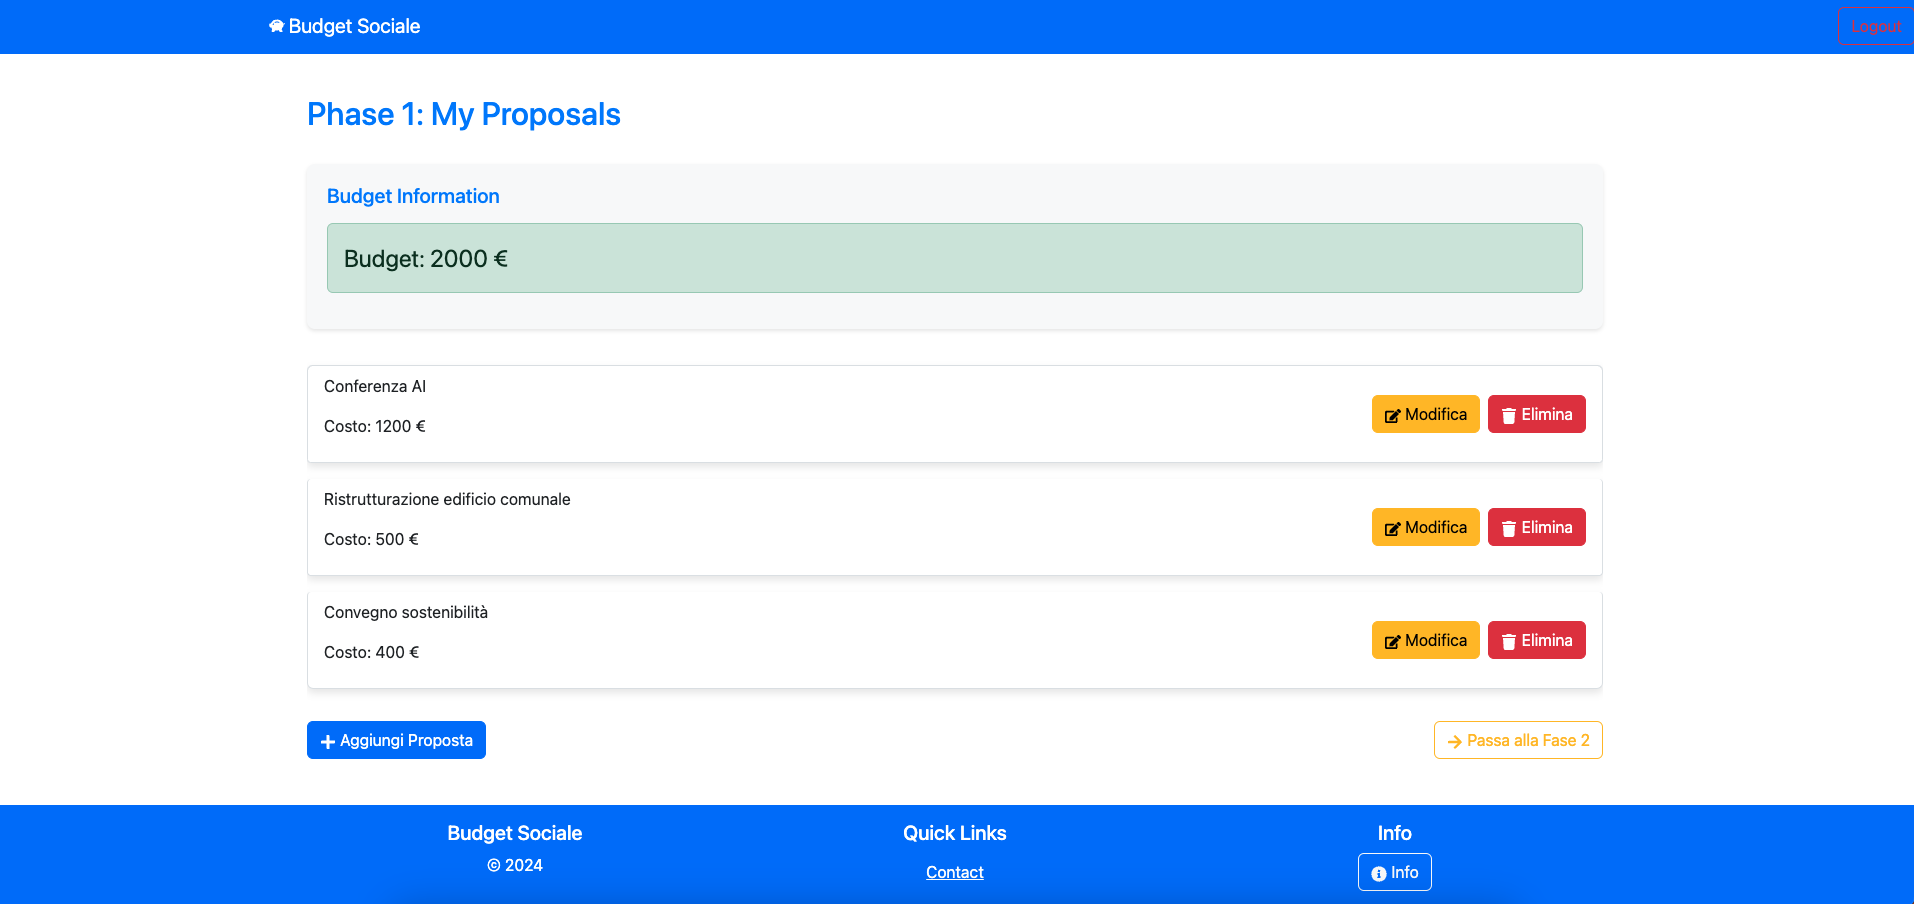 Budget Sociale
Logout
Phase 1: My Proposals
Budget Information
Budget: 2000 €
Conferenza AI
Costo: 1200 €
Modifica
Elimina
Ristrutturazione edificio comunale
Costo: 500 €
Modifica
Elimina
Convegno sostenibilità
Costo: 400 €
Modifica
Elimina
Aggiungi Proposta
Passa alla Fase 2
Budget Sociale
© 2024
Quick Links
Contact
Info
Info